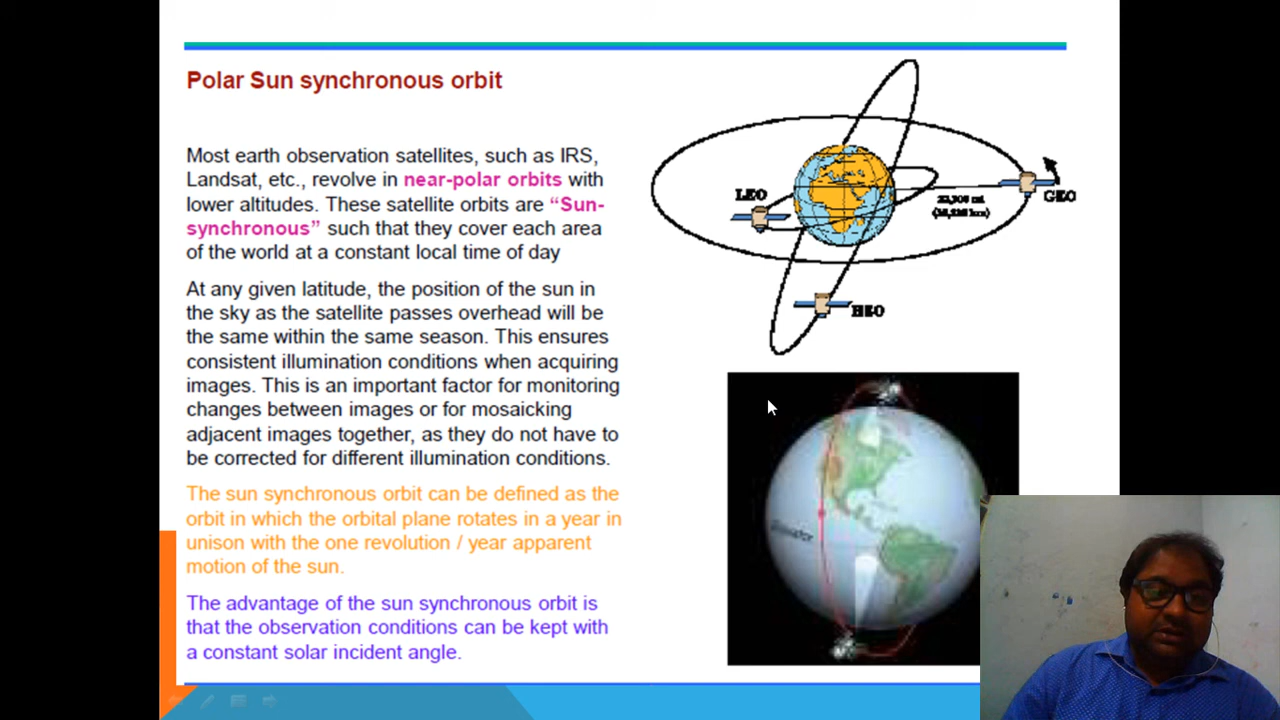 Polar Sun synchronous orbit
Most earth observation satellites, such as IRS,
Landsat, etc., revolve in near-polar orbits with
lower altitudes. These satellite orbits are “Sun-
synchronous” such that they cover each area
of the world at a constant local time of day
At any given latitude, the position of the sun in
the sky as the satellite passes overhead will be
the same within the same season. This ensures
consistent illumination conditions when acquiring
images. This is an important factor for monitoring
changes between images or for mosaicking
adjacent images together, as they do not have to
be corrected for different illumination conditions.
The sun synchronous orbit can be defined as the
orbit in which the orbital plane rotates in a year in
unison with the one revolution / year apparent
motion of the sun.
The advantage of the sun synchronous orbit is
that the observation conditions can be kept with
a constant solar incident angle.
LEO
GEO
HEO